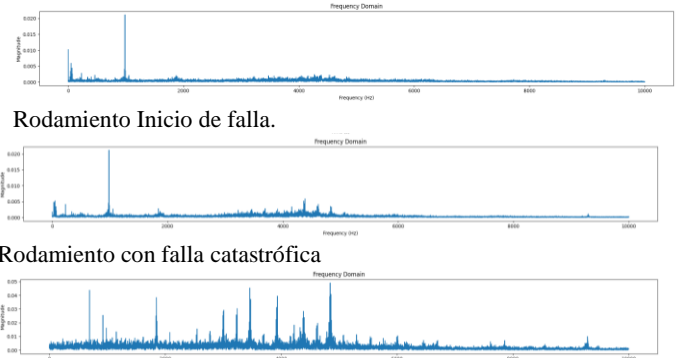 Frequency Domain
Magnitude
0.020
0.015
0.010
0.005
0.000
0 2000 4000 6000 8000 10000
Frequency (Hz)
Rodamiento Inicio de falla.
Frequency Domain
Magnitude
0.020
0.015
0.010
0.005
0.000
0 2000 4000 6000 8000 10000
Frequency (Hz)
Rodamiento con falla catastrófica
Frequency Domain
Magnitude
0.05
0.04
0.03
0.02
0.01
0.00